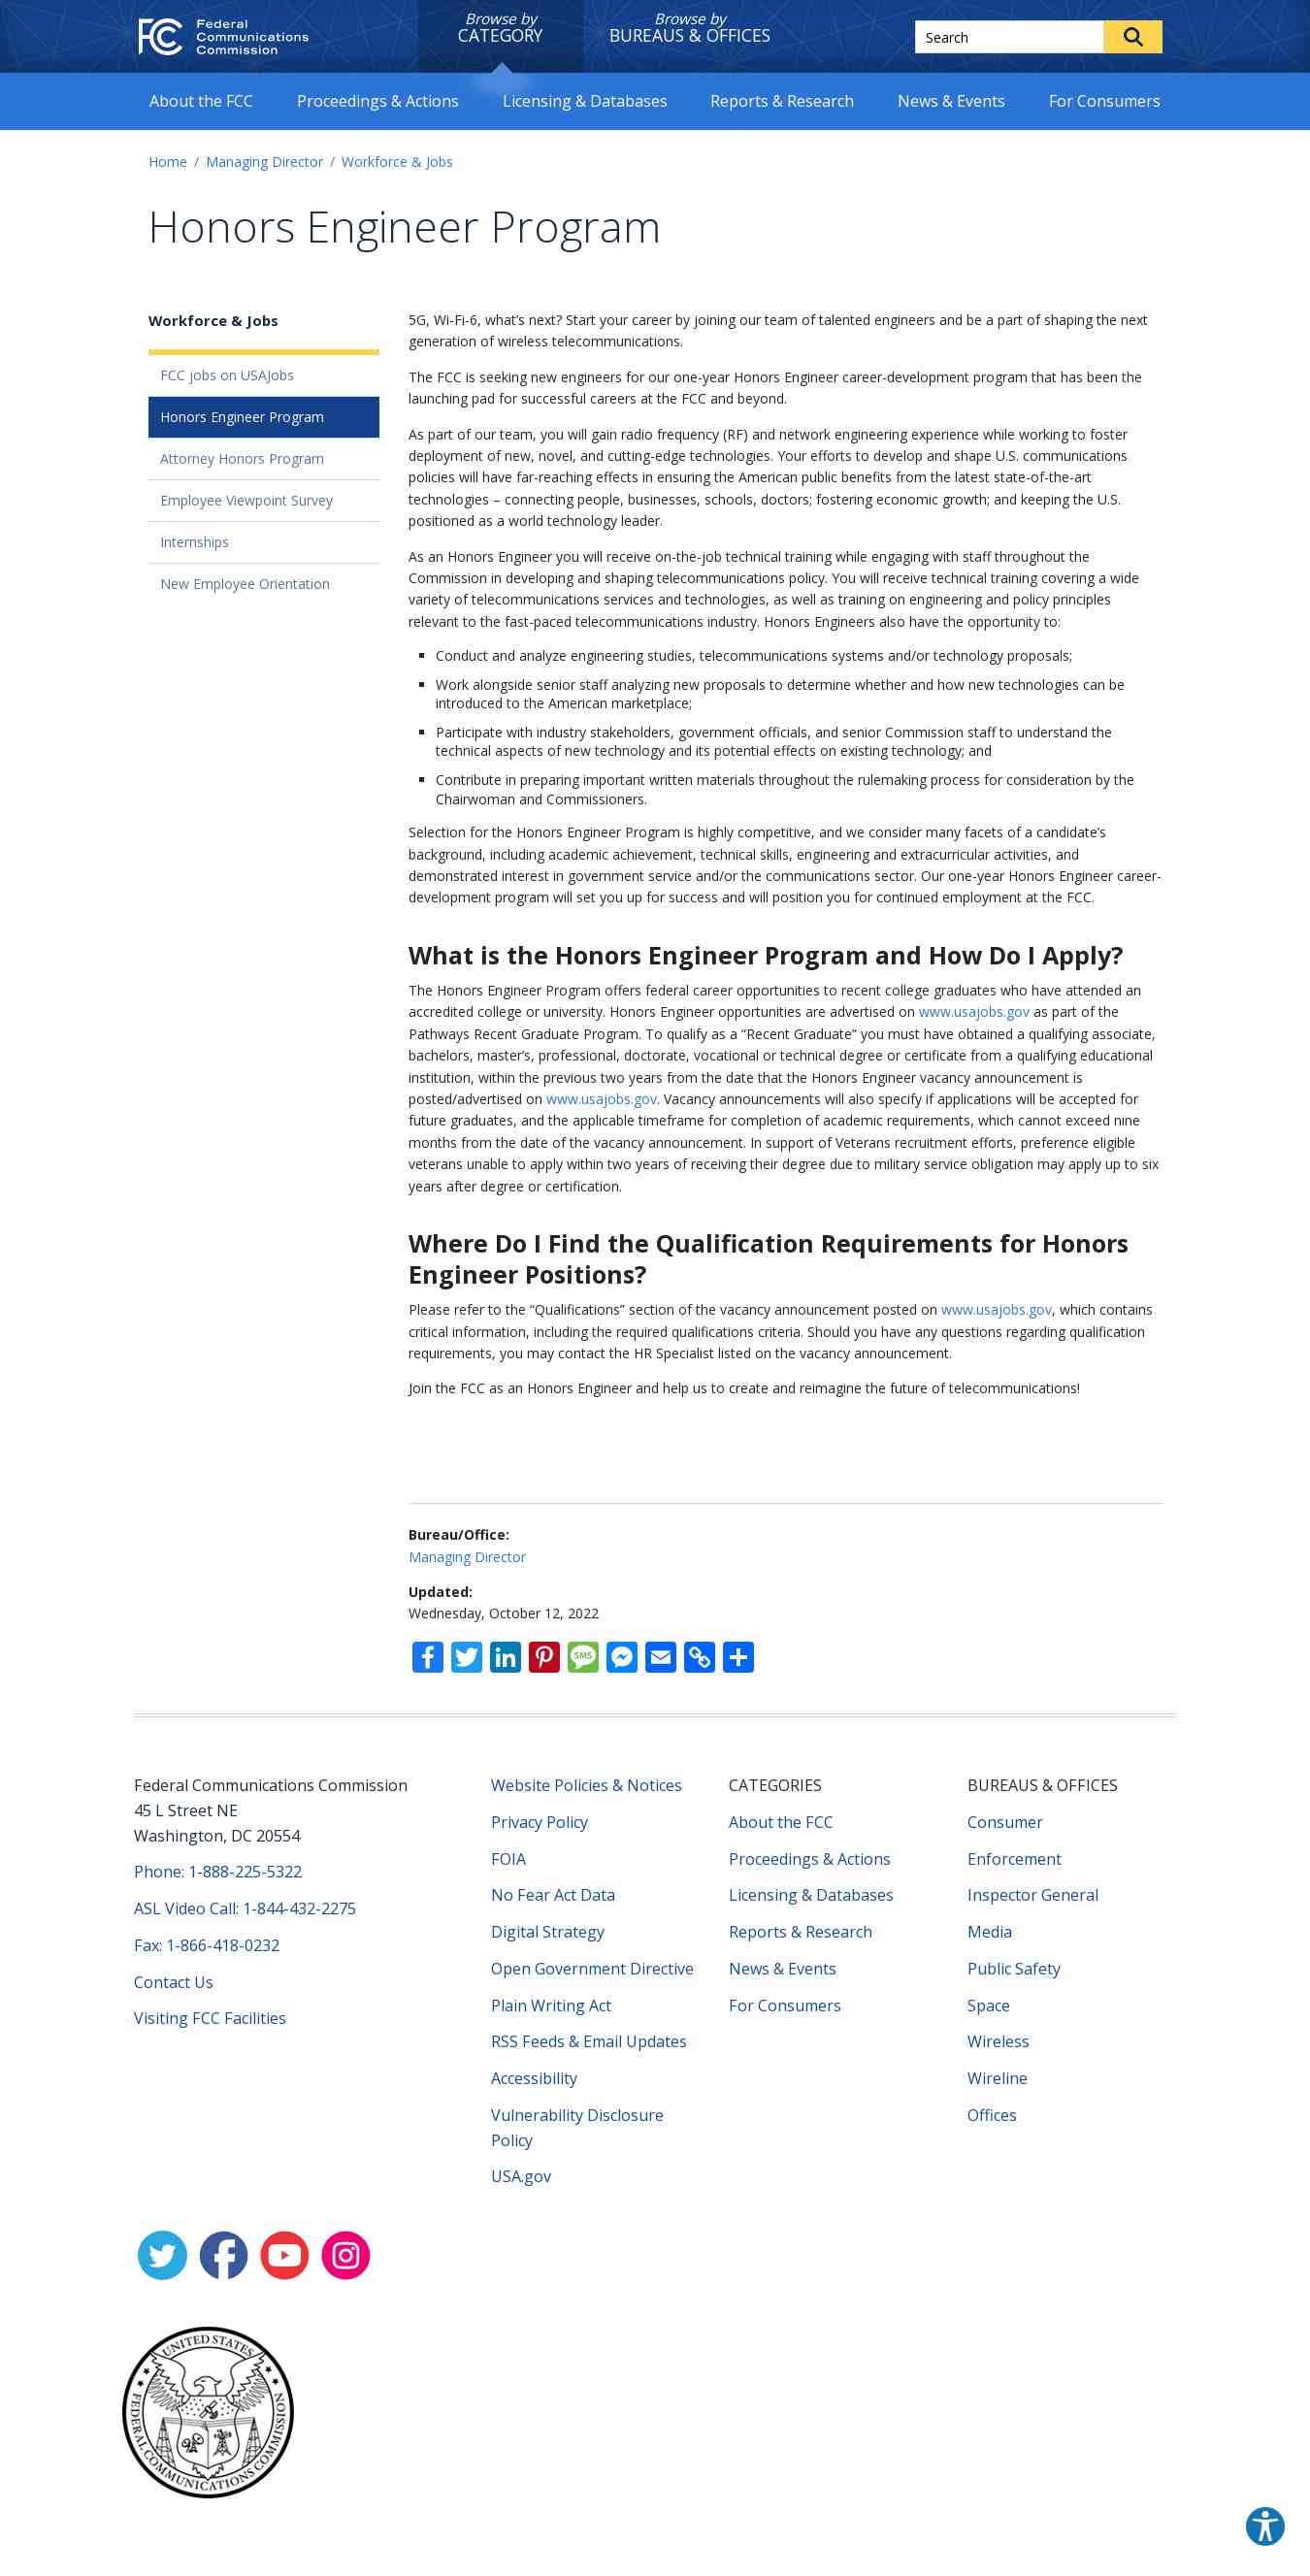 Federal
Communications
Commission
Browse by
CATEGORY
Browse by
BUREAUS & OFFICES
Search
About the FCC
Proceedings & Actions
Licensing & Databases
Reports & Research
News & Events
For Consumers
Home / Managing Director / Workforce & Jobs
Honors Engineer Program
Workforce & Jobs
FCC jobs on USAJobs
Honors Engineer Program
Attorney Honors Program
Employee Viewpoint Survey
Internships
New Employee Orientation
5G, Wi-Fi-6, what’s next? Start your career by joining our team of talented engineers and be a part of shaping the next
generation of wireless telecommunications.
The FCC is seeking new engineers for our one-year Honors Engineer career-development program that has been the
launching pad for successful careers at the FCC and beyond.
As part of our team, you will gain radio frequency (RF) and network engineering experience while working to foster
deployment of new, novel, and cutting-edge technologies. Your efforts to develop and shape U.S. communications
policies will have far-reaching effects in ensuring the American public benefits from the latest state-of-the-art
technologies – connecting people, businesses, schools, doctors; fostering economic growth; and keeping the U.S.
positioned as a world technology leader.
As an Honors Engineer you will receive on-the-job technical training while engaging with staff throughout the
Commission in developing and shaping telecommunications policy. You will receive technical training covering a wide
variety of telecommunications services and technologies, as well as training on engineering and policy principles
relevant to the fast-paced telecommunications industry. Honors Engineers also have the opportunity to:
Conduct and analyze engineering studies, telecommunications systems and/or technology proposals;
Work alongside senior staff analyzing new proposals to determine whether and how new technologies can be
introduced to the American marketplace;
Participate with industry stakeholders, government officials, and senior Commission staff to understand the
technical aspects of new technology and its potential effects on existing technology; and
Contribute in preparing important written materials throughout the rulemaking process for consideration by the
Chairwoman and Commissioners.
Selection for the Honors Engineer Program is highly competitive, and we consider many facets of a candidate’s
background, including academic achievement, technical skills, engineering and extracurricular activities, and
demonstrated interest in government service and/or the communications sector. Our one-year Honors Engineer career-
development program will set you up for success and will position you for continued employment at the FCC.
What is the Honors Engineer Program and How Do I Apply?
The Honors Engineer Program offers federal career opportunities to recent college graduates who have attended an
accredited college or university. Honors Engineer opportunities are advertised on www.usajobs.gov as part of the
Pathways Recent Graduate Program. To qualify as a “Recent Graduate” you must have obtained a qualifying associate,
bachelors, master’s, professional, doctorate, vocational or technical degree or certificate from a qualifying educational
institution, within the previous two years from the date that the Honors Engineer vacancy announcement is
posted/advertised on www.usajobs.gov. Vacancy announcements will also specify if applications will be accepted for
future graduates, and the applicable timeframe for completion of academic requirements, which cannot exceed nine
months from the date of the vacancy announcement. In support of Veterans recruitment efforts, preference eligible
veterans unable to apply within two years of receiving their degree due to military service obligation may apply up to six
years after degree or certification.
Where Do I Find the Qualification Requirements for Honors
Engineer Positions?
Please refer to the “Qualifications” section of the vacancy announcement posted on www.usajobs.gov, which contains
critical information, including the required qualifications criteria. Should you have any questions regarding qualification
requirements, you may contact the HR Specialist listed on the vacancy announcement.
Join the FCC as an Honors Engineer and help us to create and reimagine the future of telecommunications!
Bureau/Office:
Managing Director
Updated:
Wednesday, October 12, 2022
SMS
Federal Communications Commission
45 L Street NE
Washington, DC 20554
Phone: 1-888-225-5322
ASL Video Call: 1-844-432-2275
Fax: 1-866-418-0232
Contact Us
Visiting FCC Facilities
Website Policies & Notices
Privacy Policy
FOIA
No Fear Act Data
Digital Strategy
Open Government Directive
Plain Writing Act
RSS Feeds & Email Updates
Accessibility
Vulnerability Disclosure
Policy
USA.gov
CATEGORIES
About the FCC
Proceedings & Actions
Licensing & Databases
Reports & Research
News & Events
For Consumers
BUREAUS & OFFICES
Consumer
Enforcement
Inspector General
Media
Public Safety
Space
Wireless
Wireline
Offices
UNITED STATES
FEDERAL COMMUNICATIONS COMMISSION